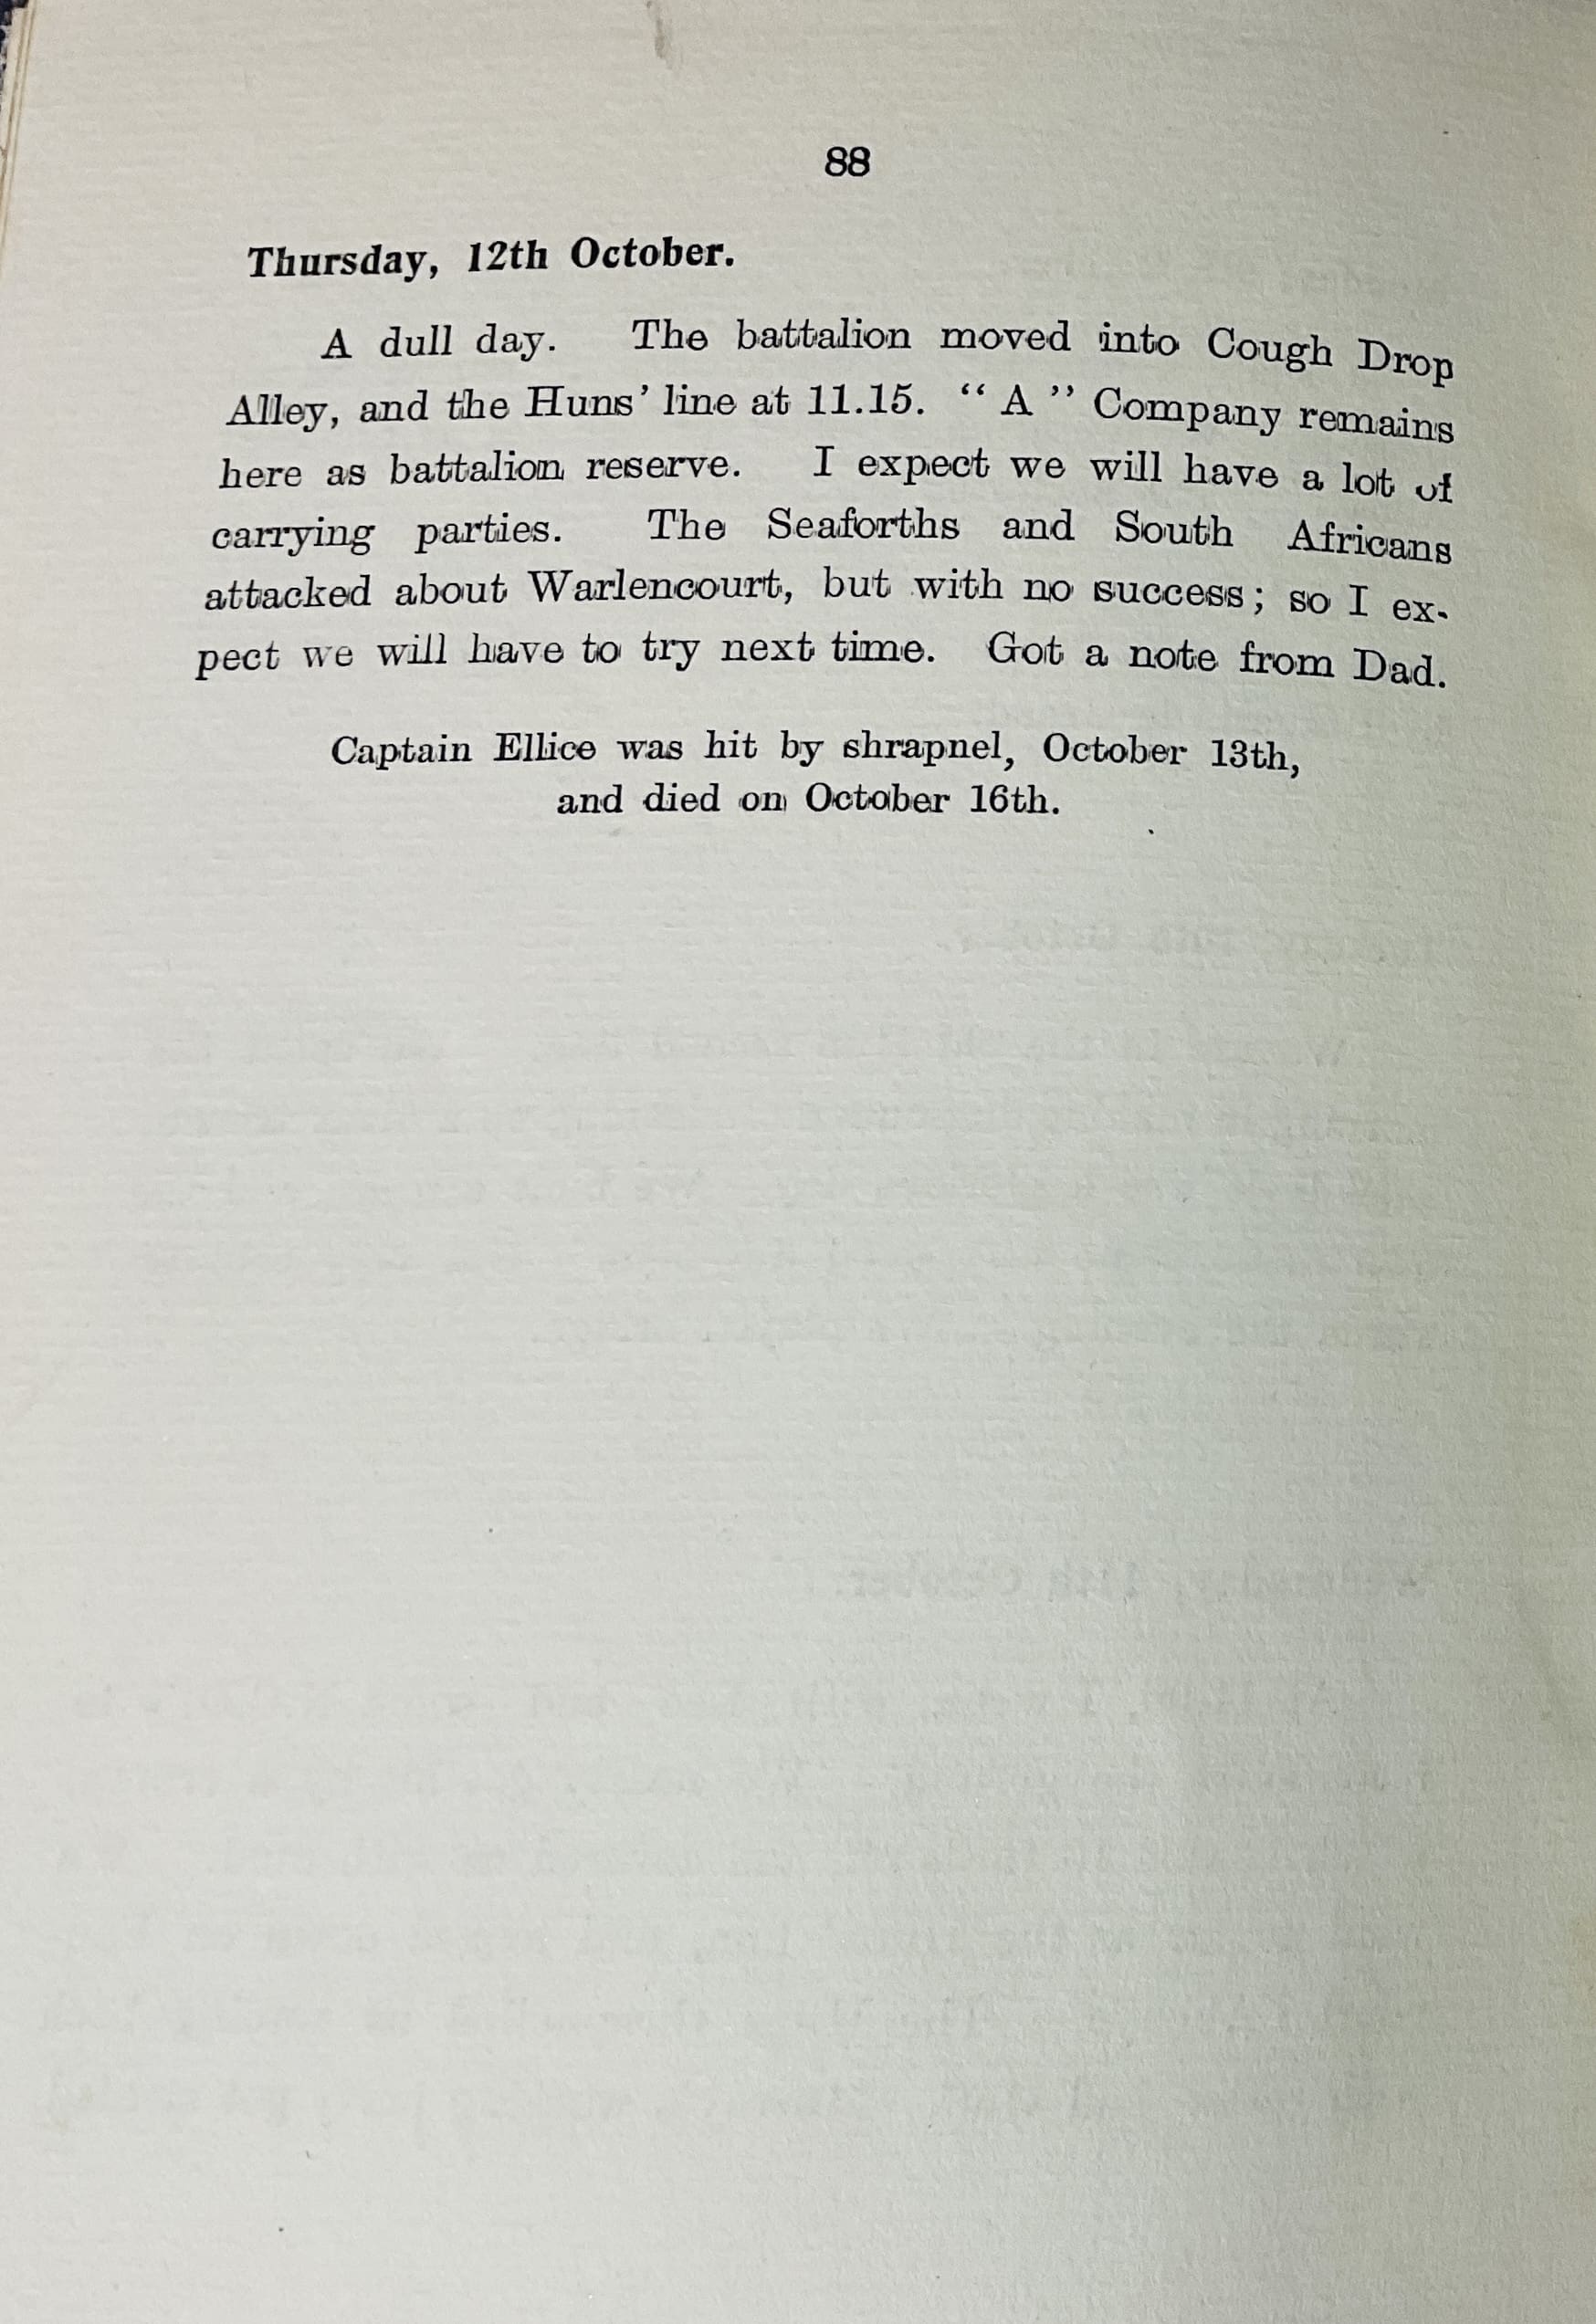 88
Thursday, 12th October.
A dull day. The battalion moved into Cough Drop
Alley, and the Huns' line at 11.15. “ A ” Company remains
here as battalion reserve. I expect we will have a lot of
carrying parties. The Seaforths and South Africans
attacked about Warlencourt, but with no success; so I ex-
pect we will have to try next time. Got a note from Dad.
Captain Ellice was hit by shrapnel, October 13th,
and died on October 16th.